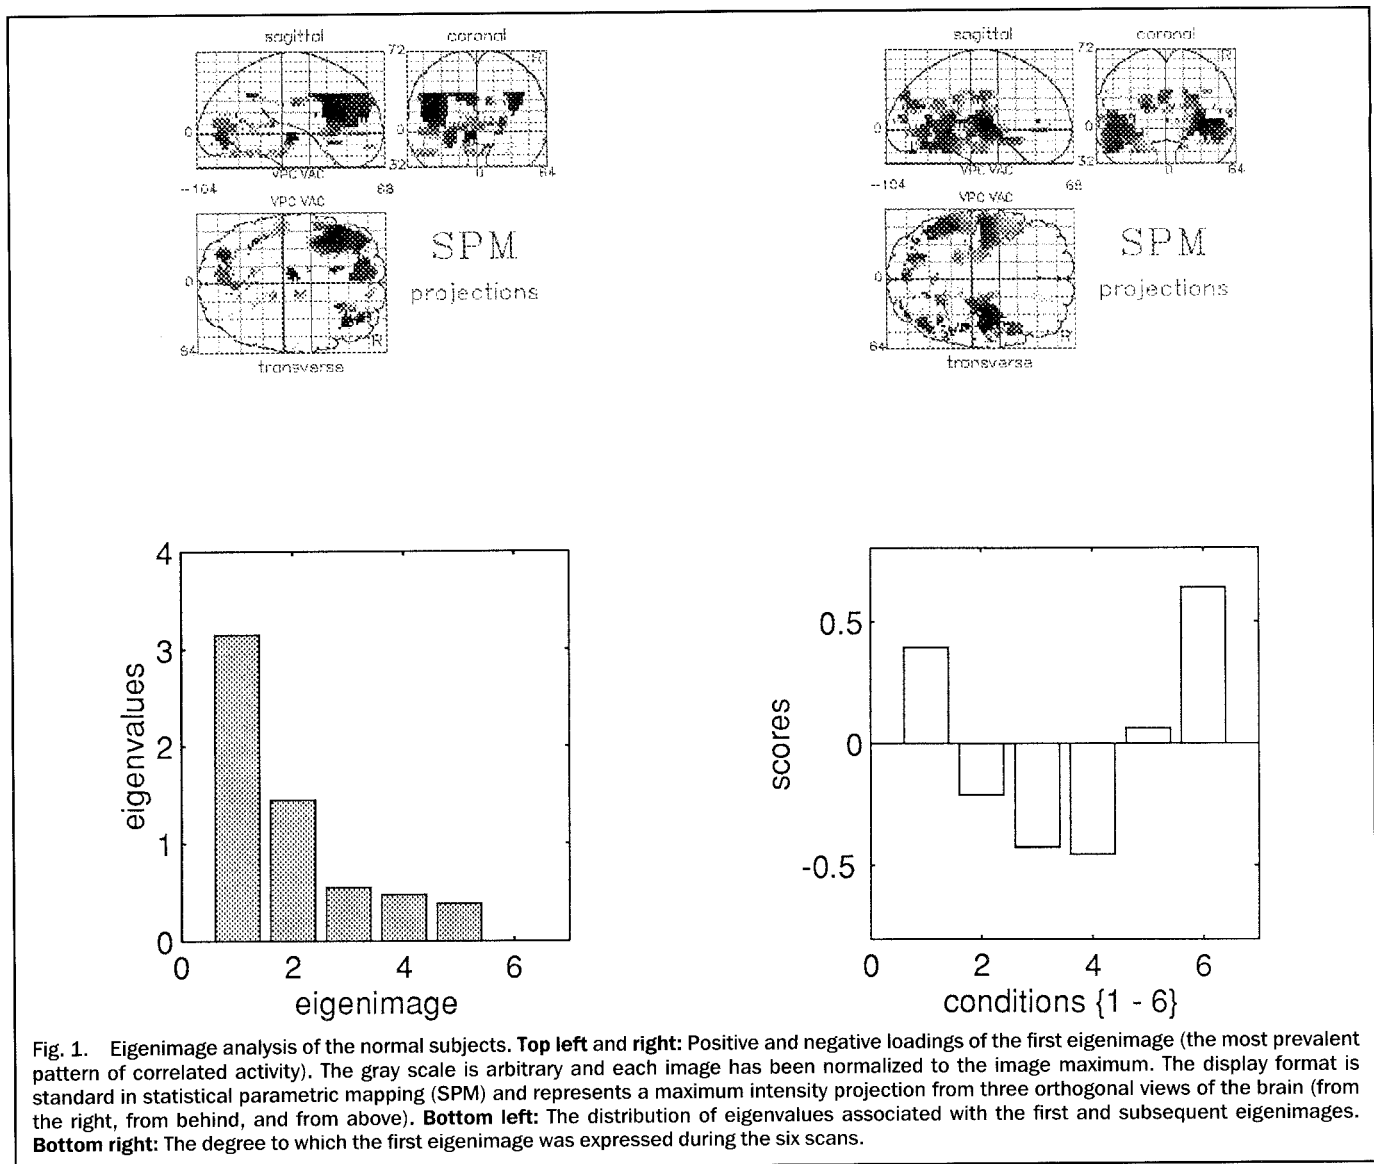 sagittal
coronal
72
R
0
0
32
VPC VAC
0
64
--104
68
VPC VAC
SPM
projections
0
64
R
transverse
sagittal
coronal
72
R
0
0
32
VPC VAC
0
64
--104
68
VPC VAC
SPM
projections
0
64
R
transverse
4
3
2
1
0
eigenvalues
0 2 4 6
eigenimage
0.5
0
-0.5
scores
0 2 4 6
conditions {1 - 6}
Fig. 1. Eigenimage analysis of the normal subjects. Top left and right: Positive and negative loadings of the first eigenimage (the most prevalent
pattern of correlated activity). The gray scale is arbitrary and each image has been normalized to the image maximum. The display format is
standard in statistical parametric mapping (SPM) and represents a maximum intensity projection from three orthogonal views of the brain (from
the right, from behind, and from above). Bottom left: The distribution of eigenvalues associated with the first and subsequent eigenimages.
Bottom right: The degree to which the first eigenimage was expressed during the six scans.